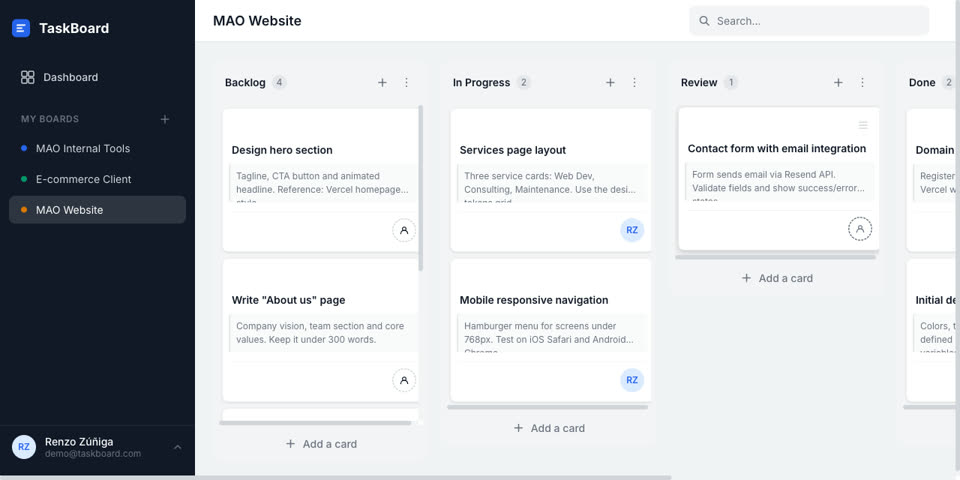 TaskBoard
Dashboard
MY BOARDS
MAO Internal Tools
E-commerce Client
MAO Website
RZ
Renzo Zúñiga
demo@taskboard.com
MAO Website
Search...
Backlog 4
Design hero section
Tagline, CTA button and animated
headline. Reference: Vercel homepage...
Write "About us" page
Company vision, team section and core
values. Keep it under 300 words.
Add a card
In Progress 2
Services page layout
Three service cards: Web Dev,
Consulting, Maintenance. Use the desi...
tokens grid
RZ
Mobile responsive navigation
Hamburger menu for screens under
768px. Test on iOS Safari and Android...
Chrome
RZ
Add a card
Review 1
Contact form with email integration
Form sends email via Resend API.
Validate fields and show success/error...
states
Add a card
Done 2
Domain
Register
Vercel w
Initial de
Colors, t
defined